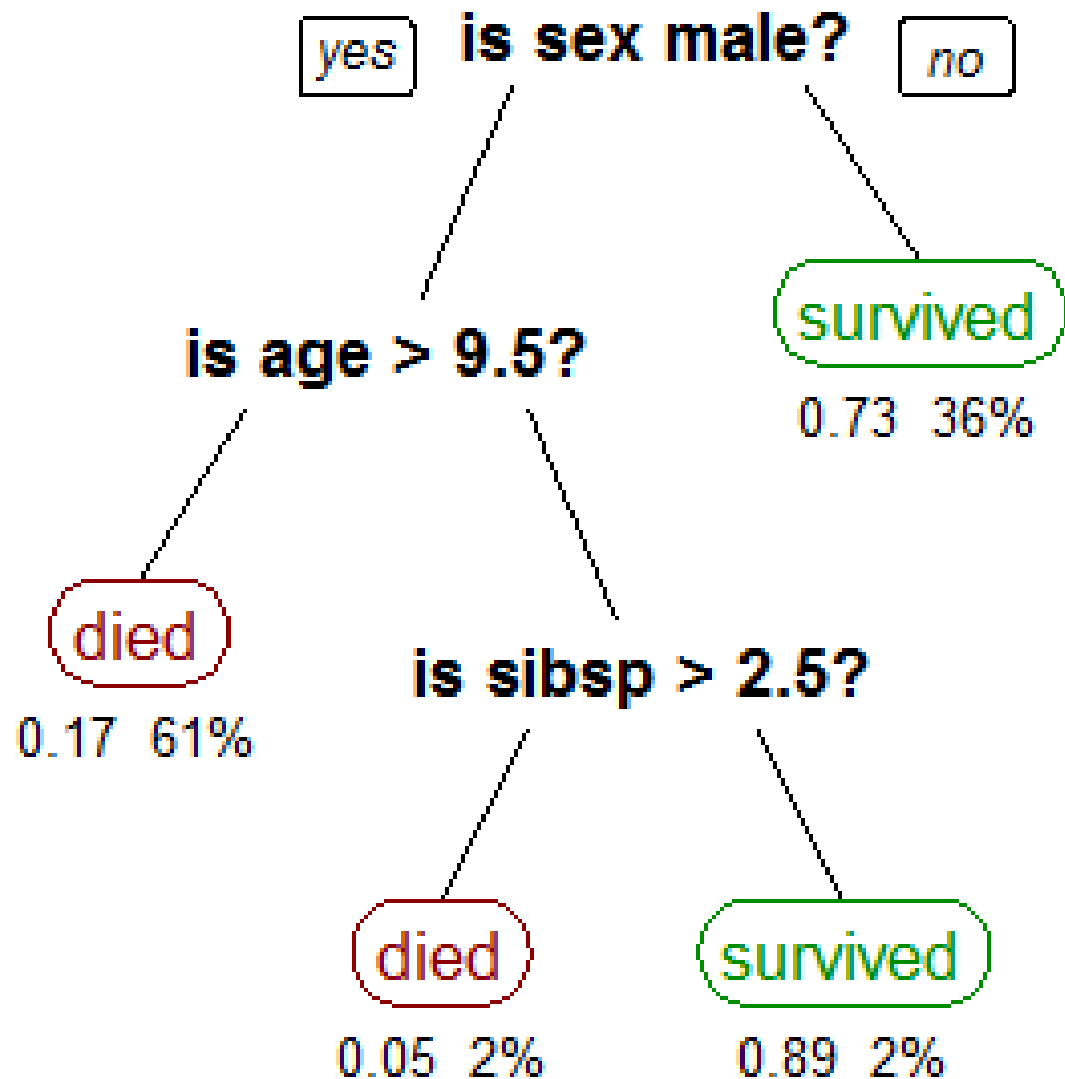 yes is sex male? no
is age > 9.5?
survived
0.73 36%
died
0.17 61%
is sibsp > 2.5?
died
0.05 2%
survived
0.89 2%